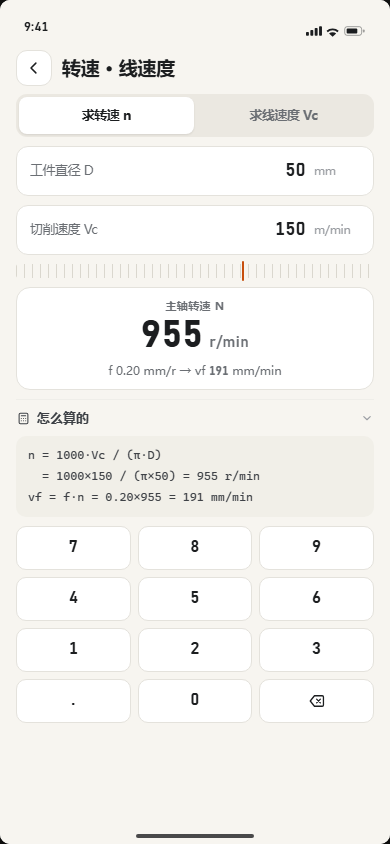 9:41
转速・线速度
求转速 n
求线速度 Vc
工件直径 D 50 mm
切削速度 Vc 150 m/min
主轴转速 N
955 r/min
f 0.20 mm/r → vf 191 mm/min
怎么算的
n = 1000·Vc / (π·D)
= 1000×150 / (π×50) = 955 r/min
vf = f·n = 0.20×955 = 191 mm/min
7 8 9
4 5 6
1 2 3
. 0